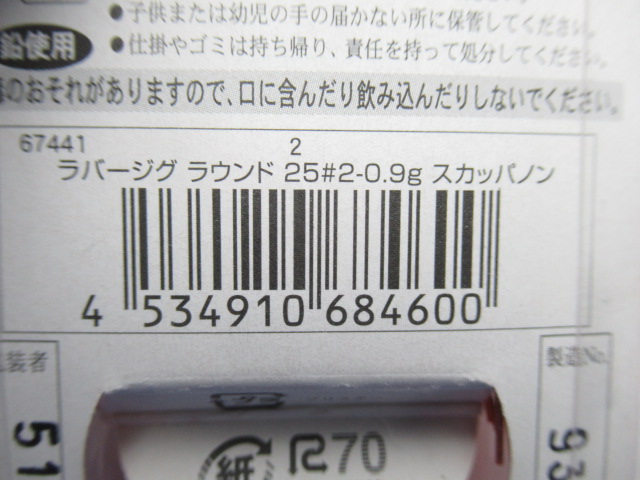 ●子供または幼児の手の届かない所に保管してください。
鉛使用
●仕掛やゴミは持ち帰り、責任を持って処分してください。
のおそれがありますので、口に含んだり飲み込んだりしないでください。
67441 2
ラバージグ ラウンド 25#2-0.9g スカッパノン
4 534910 684600
装者
製造No.
51
93
紙
R70